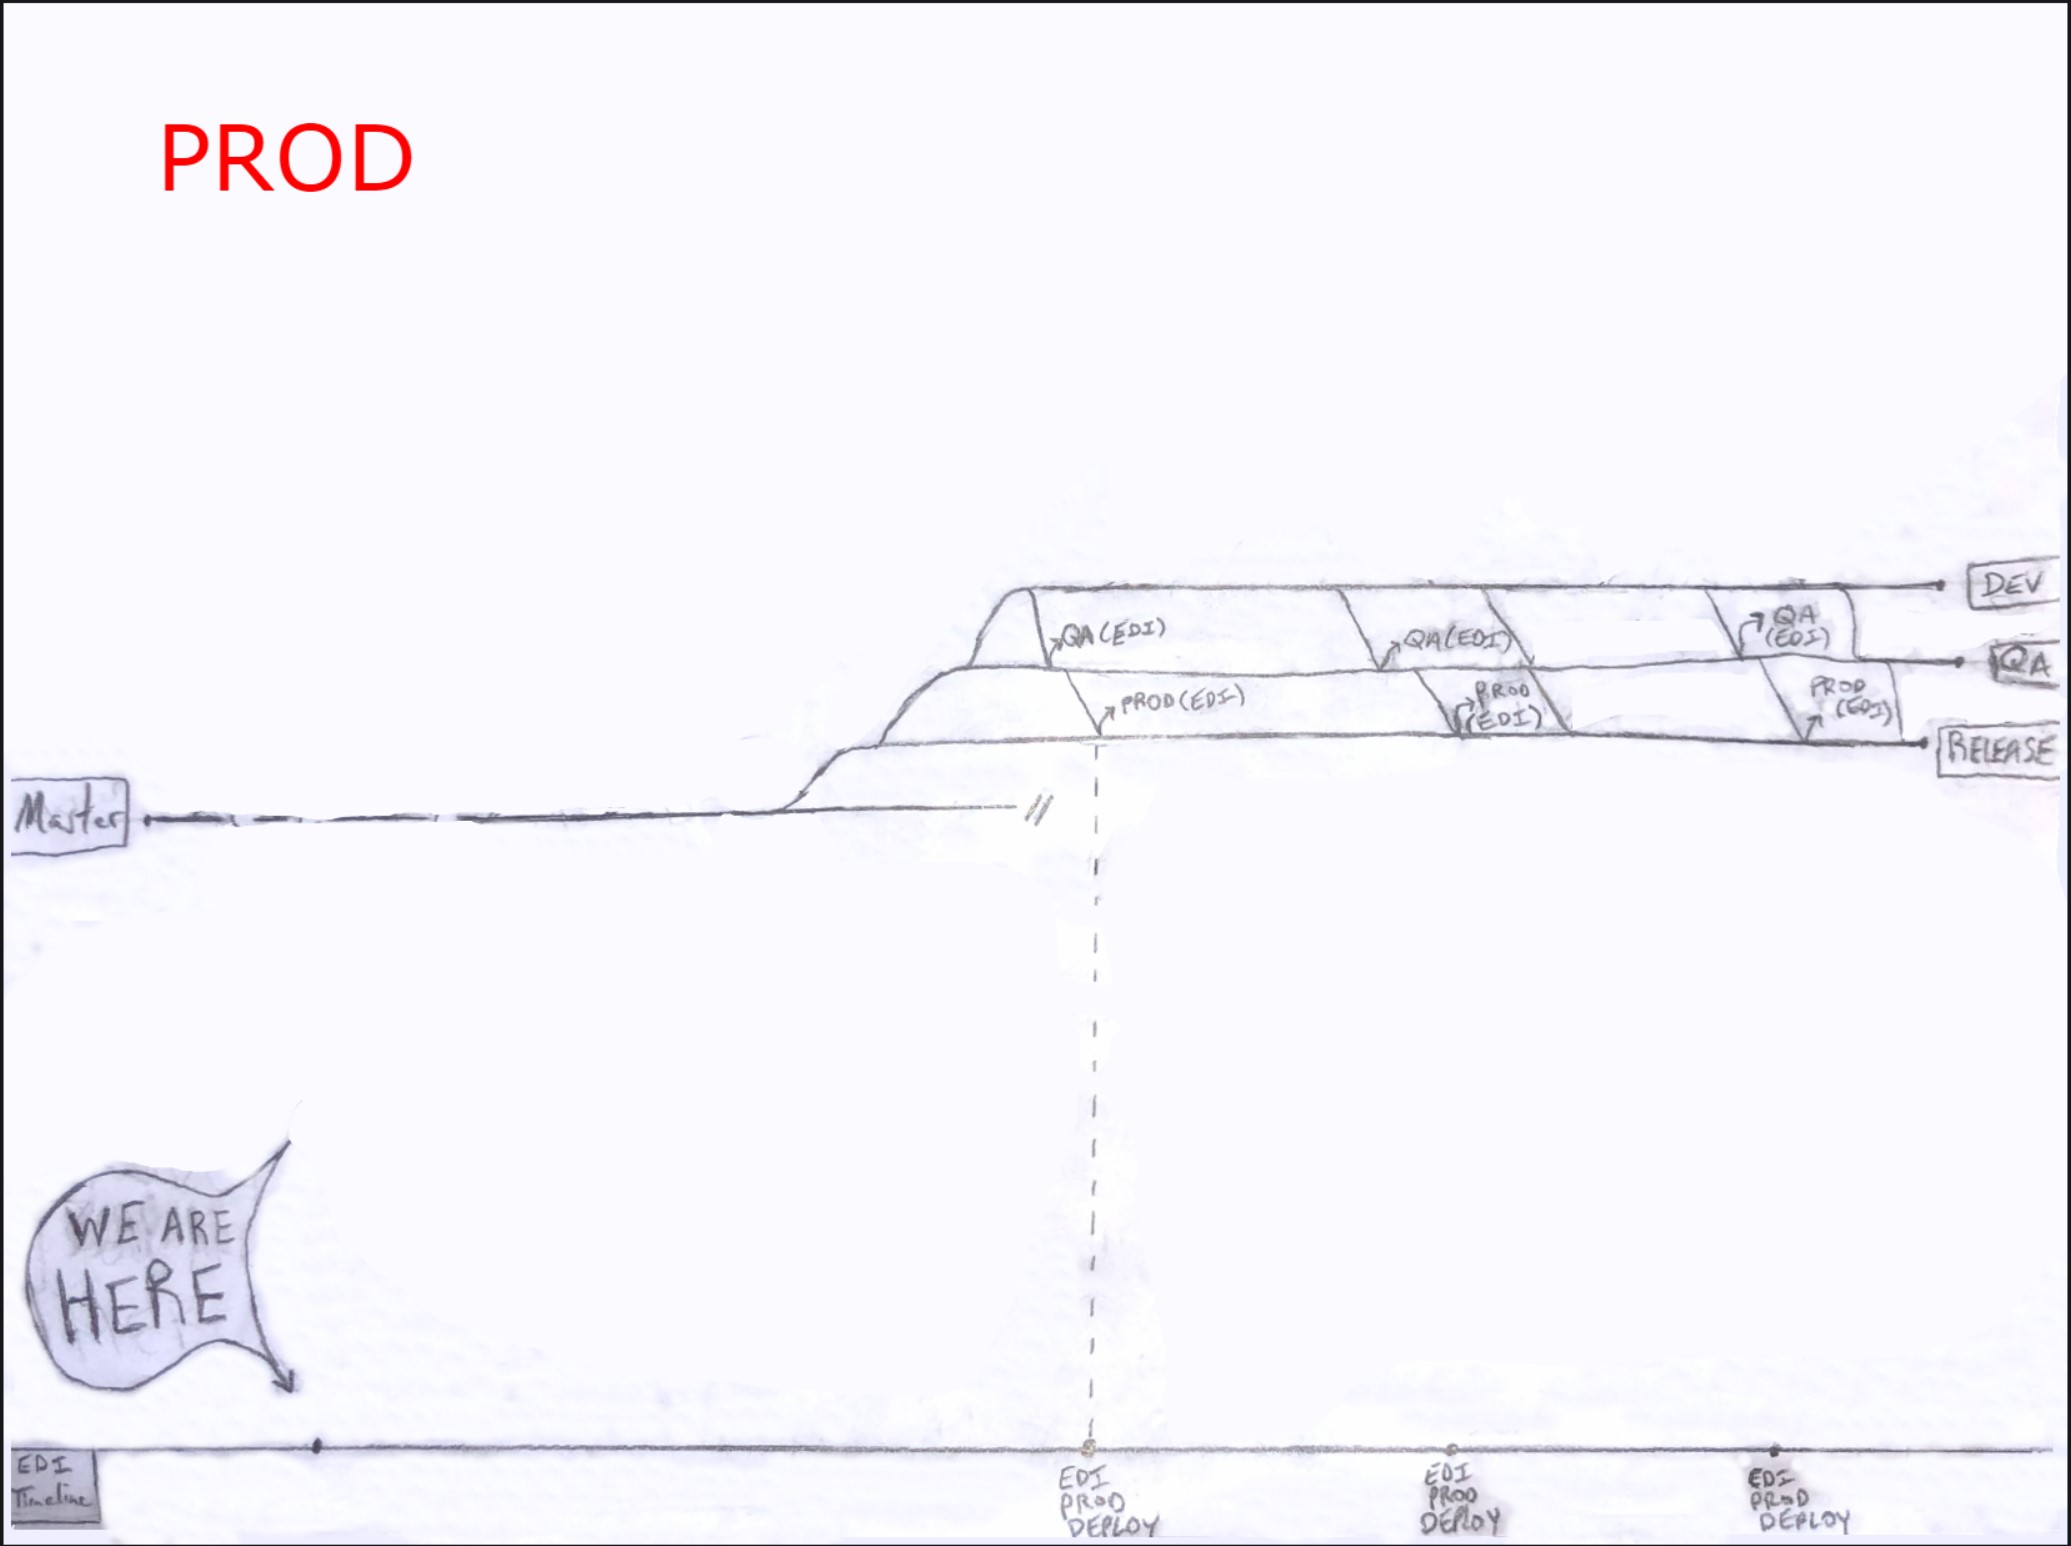 PROD
DEV
QA (EDI)
QA (EDI)
QA
(EDI)
QA
PROD (EDI)
PROD
(EDI)
PROD
(EDI)
RELEASE
Master
WE ARE
HERE
EDI
Timeline
EDI
PROD
DEPLOY
EDI
PROD
DEPLOY
EDI
PROD
DEPLOY